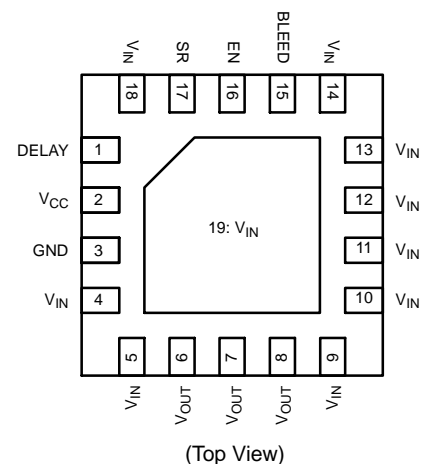 VIN SR EN BLEED VIN
18 17 16 15 14
DELAY 1 13 VIN
VCC 2 12 VIN
19: VIN
GND 3 11 VIN
VIN 4 10 VIN
5 6 7 8 9
VIN VOUT VOUT VOUT VIN
(Top View)